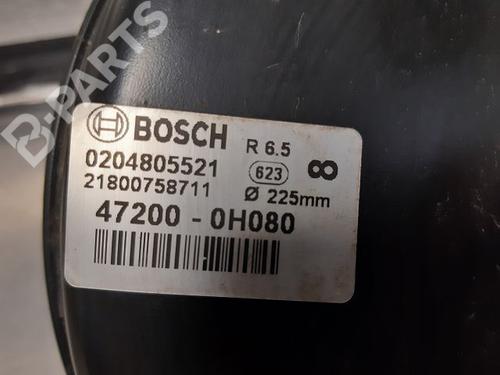 B-PARTS
BOSCH R 6.5
0204805521 623 8
21800758711 Ø 225mm
47200 - 0H080